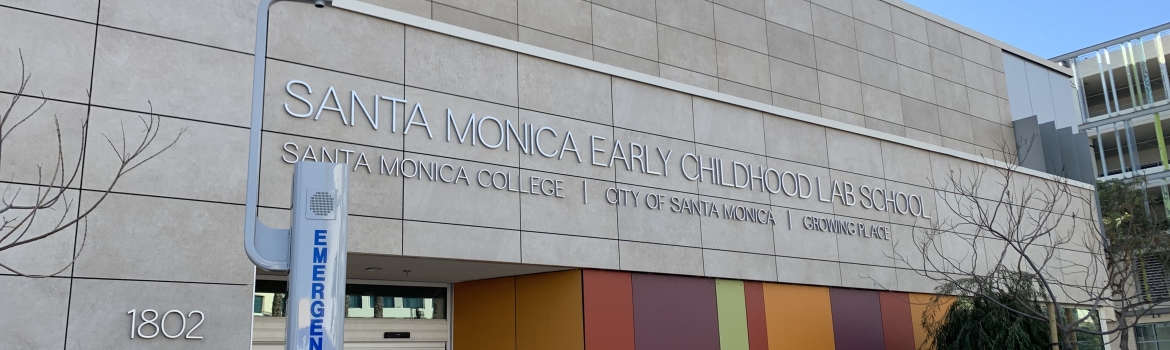 SANTA MONICA EARLY CHILDHOOD LAB SCHOOL
SANTA MONICA COLLEGE | CITY OF SANTA MONICA | GROWING PLACE
1802
EMERGEN